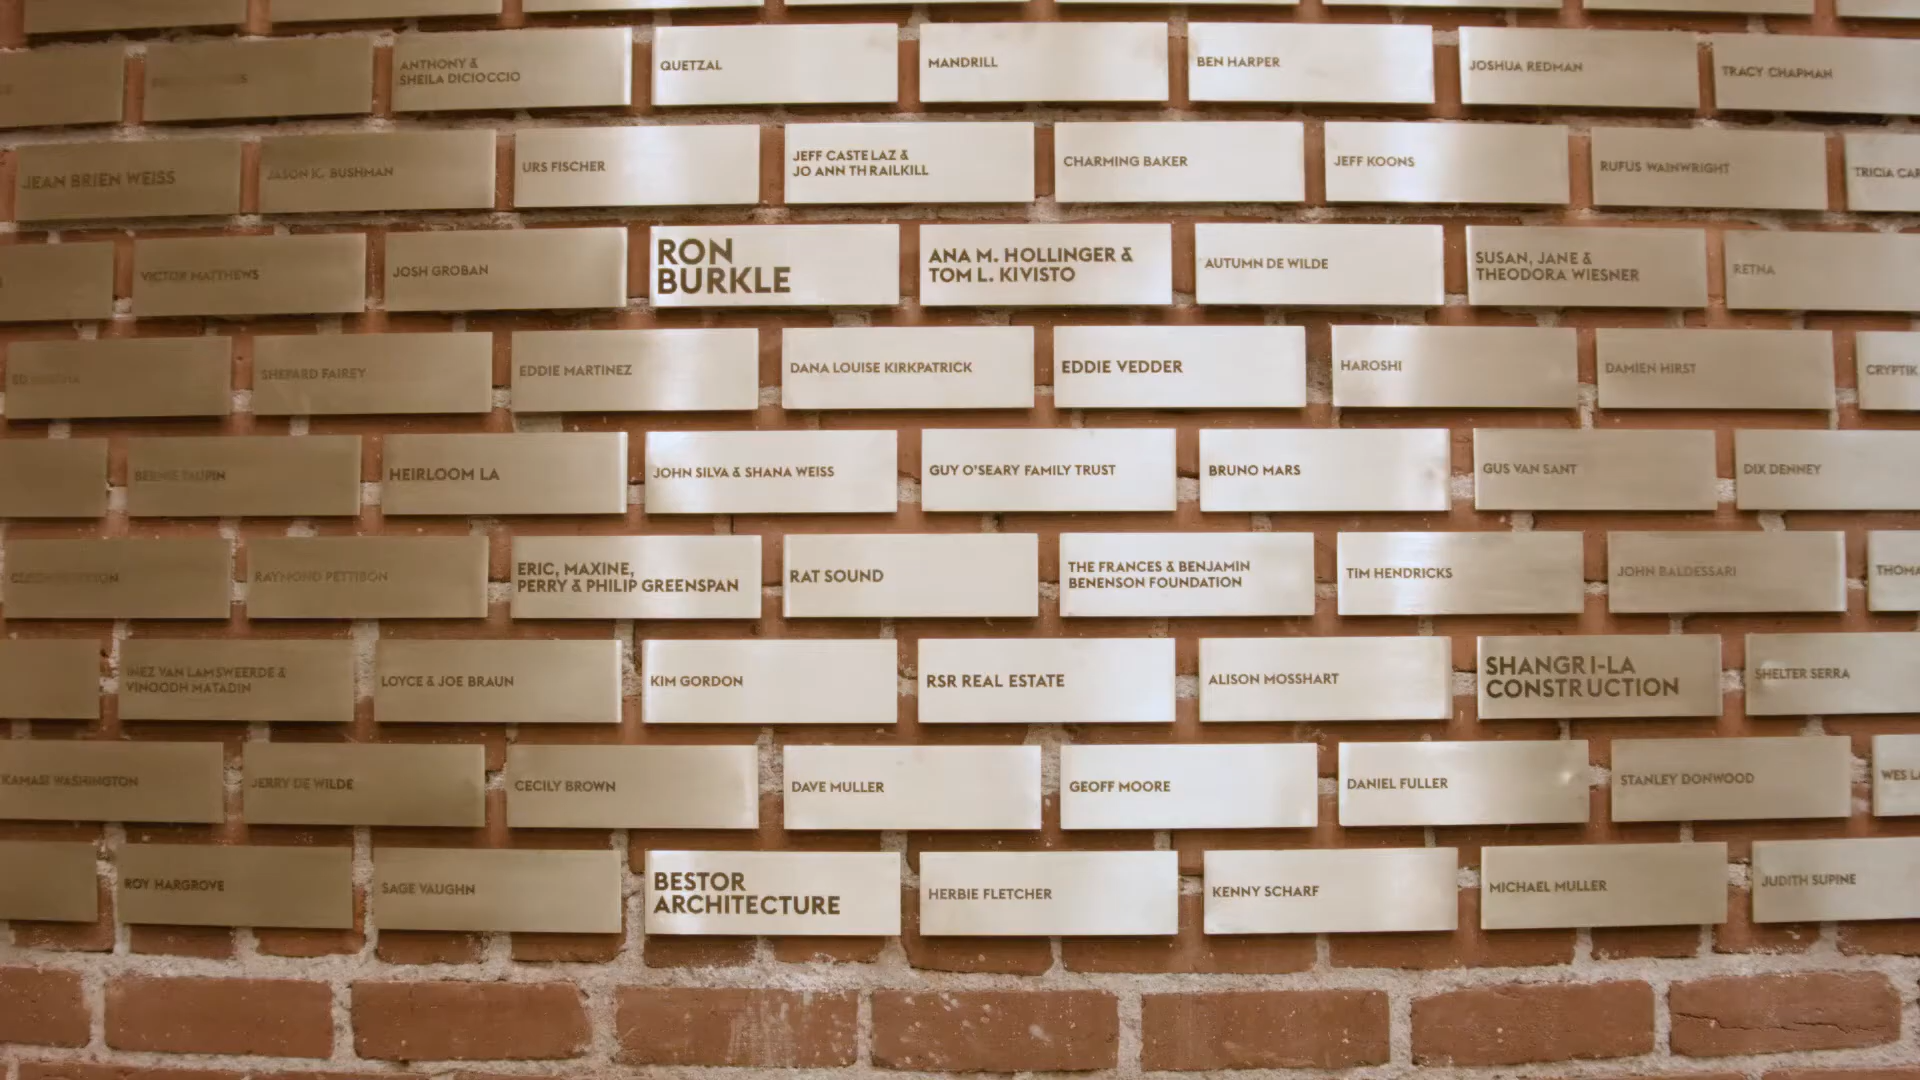 ANTHONY &
SHEILA DICIOCCIO
QUETZAL
MANDRILL
BEN HARPER
JOSHUA REDMAN
TRACY CHAPMAN
JEAN BRIEN WEISS
JASON K. BUSHMAN
URS FISCHER
JEFF CASTELAZ &
JO ANN THRAILKILL
CHARMING BAKER
JEFF KOONS
RUFUS WAINWRIGHT
TRICIA
VICTOR MATTHEWS
JOSH GROBAN
RON
BURKLE
ANA M. HOLLINGER &
TOM L. KIVISTO
AUTUMN DE WILDE
SUSAN, JANE &
THEODORA WIESNER
RETNA
SHEPARD FAIREY
EDDIE MARTINEZ
DANA LOUISE KIRKPATRICK
EDDIE VEDDER
HAROSHI
DAMIEN HIRST
CRYPTIK
BERNIE TAUPIN
HEIRLOOM LA
JOHN SILVA & SHANA WEISS
GUY O'SEARY FAMILY TRUST
BRUNO MARS
GUS VAN SANT
DIX DENNEY
RAYMOND PETTIBON
ERIC, MAXINE,
PERRY & PHILIP GREENSPAN
RAT SOUND
THE FRANCES & BENJAMIN
BENENSON FOUNDATION
TIM HENDRICKS
JOHN BALDESSARI
INEZ VAN LAMSWEERDE &
VINOODH MATADIN
LOYCE & JOE BRAUN
KIM GORDON
RSR REAL ESTATE
ALISON MOSSHART
SHANGRI-LA
CONSTRUCTION
SHELTER SERRA
KAMASI WASHINGTON
JERRY DE WILDE
CECILY BROWN
DAVE MULLER
GEOFF MOORE
DANIEL FULLER
STANLEY DONWOOD
WES
ROY HARGROVE
SAGE VAUGHN
BESTOR
ARCHITECTURE
HERBIE FLETCHER
KENNY SCHARF
MICHAEL MULLER
JUDITH SUPINE